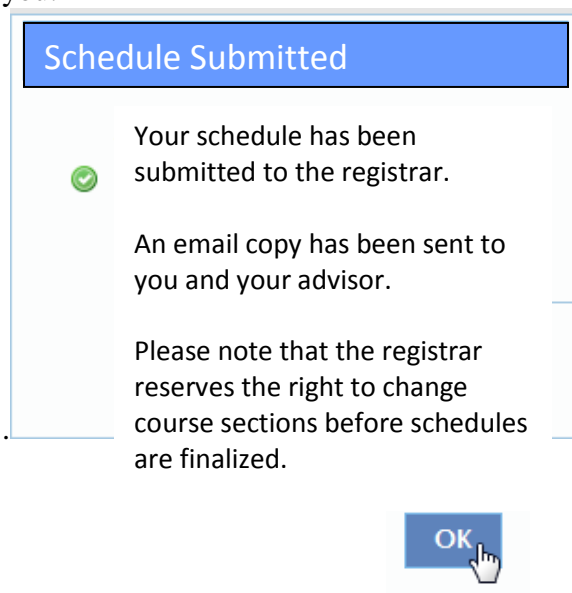 Schedule Submitted
Your schedule has been
submitted to the registrar.
An email copy has been sent to
you and your advisor.
Please note that the registrar
reserves the right to change
course sections before schedules
.
are finalized.
OK